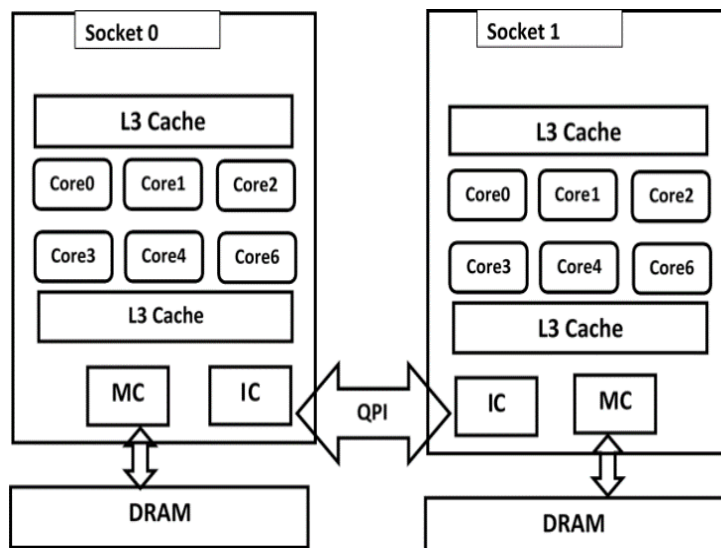 Socket 0
L3 Cache
Core0 Core1 Core2
Core3 Core4 Core6
L3 Cache
MC IC
DRAM
QPI
Socket 1
L3 Cache
Core0 Core1 Core2
Core3 Core4 Core6
L3 Cache
IC MC
DRAM